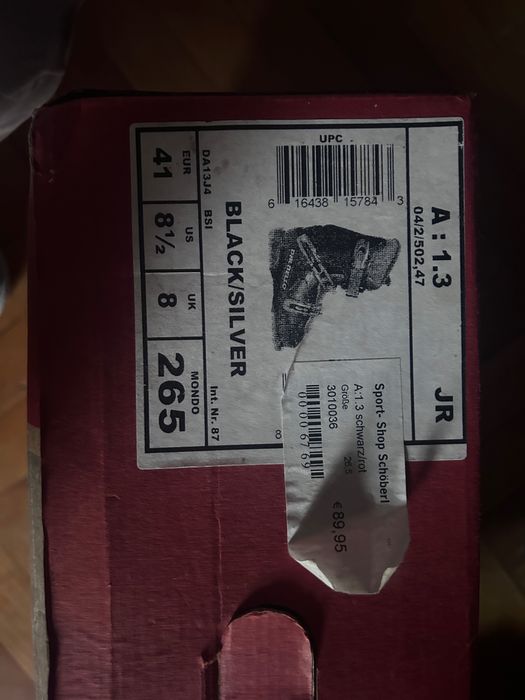 A: 1.3 JR
04/2/502,47
UPC
6 16438 15784 3
BLACK/SILVER
DA13J4 BSI Int. Nr. 87
EUR US UK MONDO
41 8½ 8 265
8
Sport- Shop Schöberl
A:1.3 schwarz/rot
Größe 26.5
3010036
00006769
€89,95